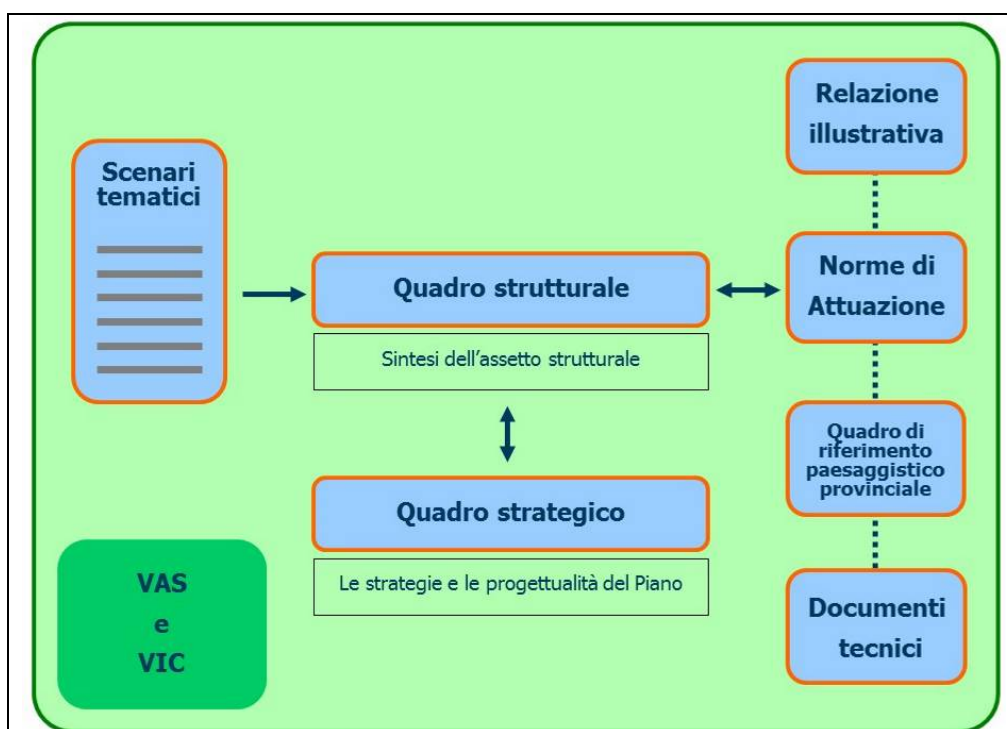 Scenari
tematici
Quadro strutturale
Sintesi dell'assetto strutturale
Quadro strategico
Le strategie e le progettualità del Piano
VAS
e
VIC
Relazione
illustrativa
Norme di
Attuazione
Quadro di
riferimento
paesaggistico
provinciale
Documenti
tecnici